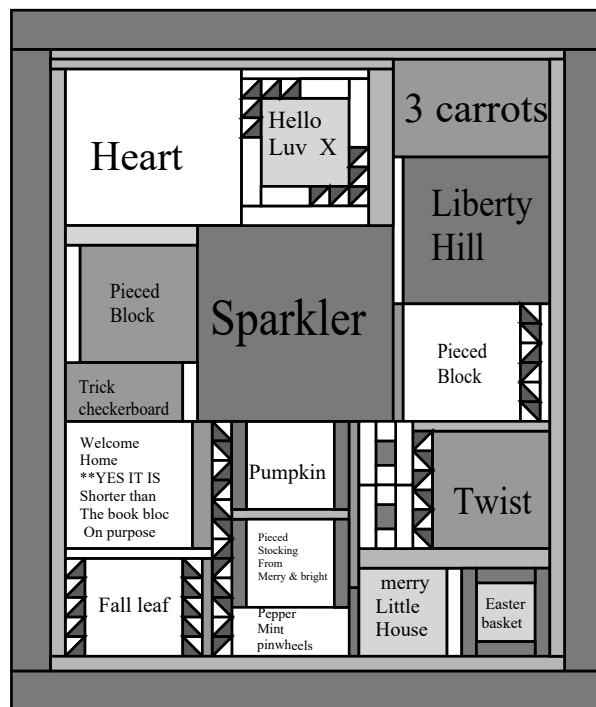 Heart
Hello
Luv X
3 carrots
Liberty
Hill
Pieced
Block
Sparkler
Pieced
Block
Trick
checkerboard
Welcome
Home
**YES IT IS
Shorter than
The book bloc
On purpose
Pumpkin
Twist
Pieced
Stocking
From
Merry & bright
Fall leaf
Pepper
Mint
pinwheels
merry
Little
House
Easter
basket